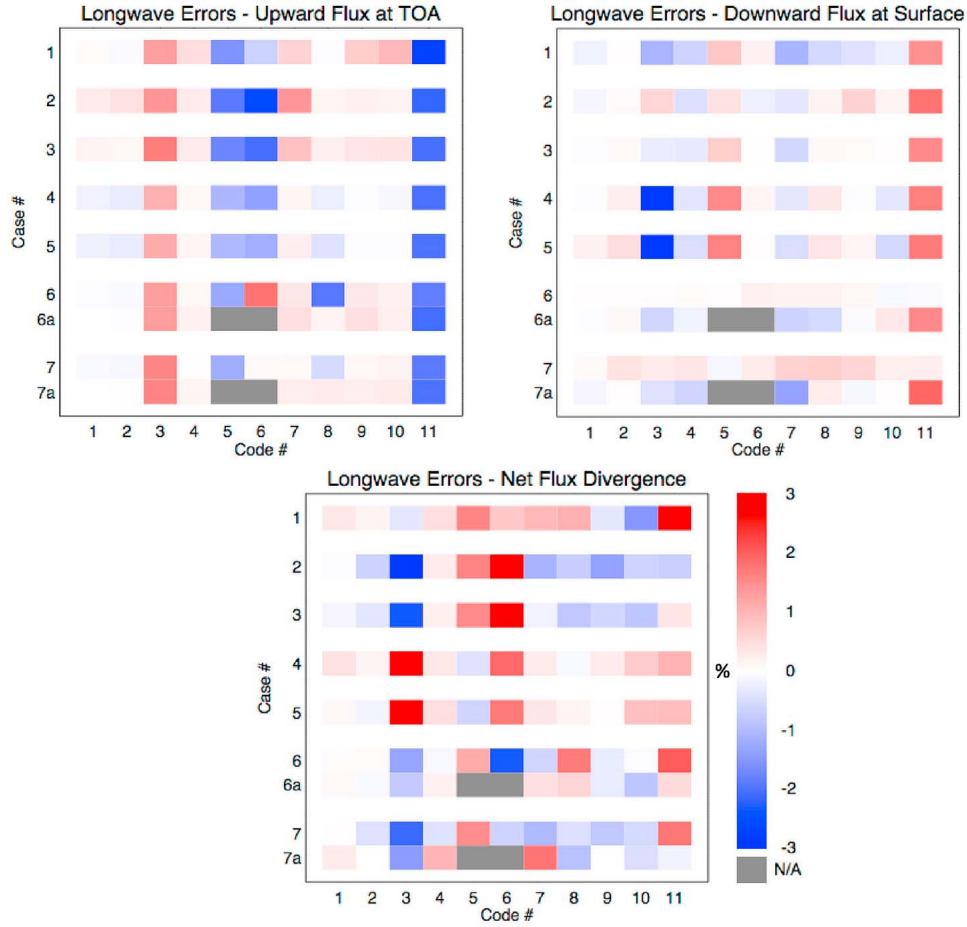 Longwave Errors - Upward Flux at TOA
Case #
1
2
3
4
5
6
6a
7
7a
1 2 3 4 5 6 7 8 9 10 11
Code #
Longwave Errors - Downward Flux at Surface
Case #
1
2
3
4
5
6
6a
7
7a
1 2 3 4 5 6 7 8 9 10 11
Code #
Longwave Errors - Net Flux Divergence
Case #
1
2
3
4
5
6
6a
7
7a
1 2 3 4 5 6 7 8 9 10 11
Code #
%
3
2
1
0
-1
-2
-3
N/A